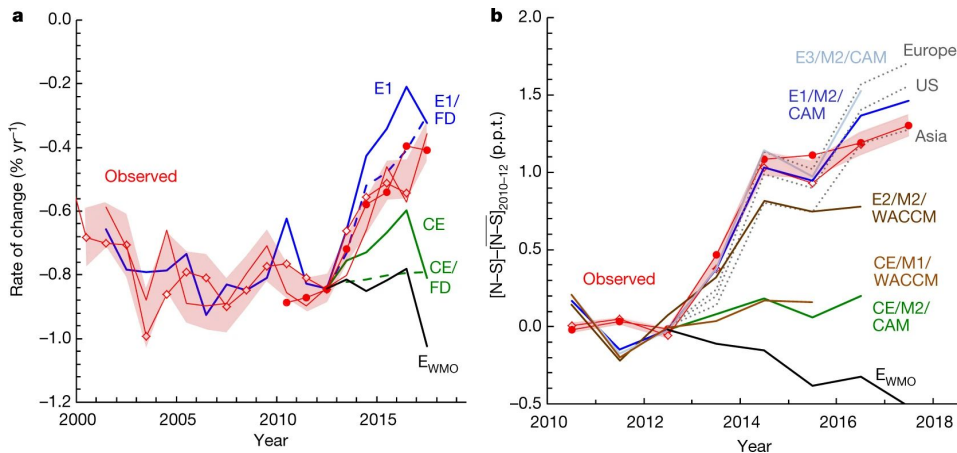 a
0.0
−0.2
−0.4
−0.6
−0.8
−1.0
−1.2
Rate of change (% yr−1)
2000
2005
2010
2015
Year
Observed
E1
E1/
FD
CE
CE/
FD
EWMO
b
2.0
1.5
1.0
0.5
0.0
−0.5
[N–S]–[N–S]2010–12 (p.p.t.)
2010
2012
2014
2016
2018
Year
Observed
E3/M2/CAM
Europe
US
E1/M2/
CAM
Asia
E2/M2/
WACCM
CE/M1/
WACCM
CE/M2/
CAM
EWMO